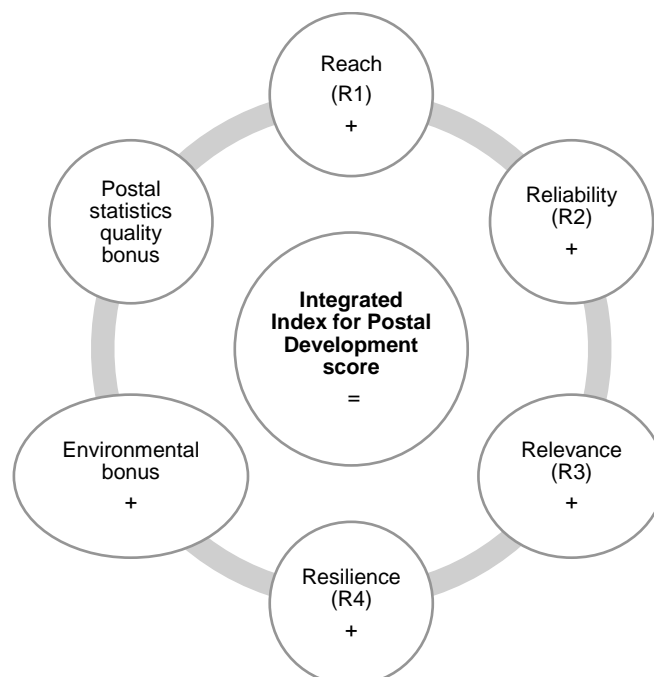 Reach
(R1)
+
Reliability
(R2)
+
Relevance
(R3)
+
Resilience
(R4)
+
Environmental
bonus
+
Postal
statistics
quality
bonus
Integrated
Index for Postal
Development
score
=